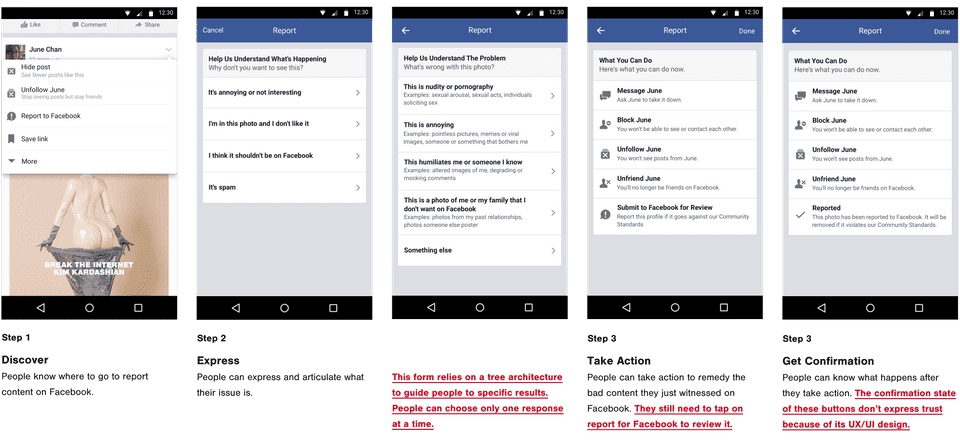 12:30
Like Comment Share
June Chan
Hide post
See fewer posts like this
Unfollow June
Stop seeing posts but stay friends
Report to Facebook
Save link
More
BREAK THE INTERNET
KIM KARDASHIAN
Step 1
Discover
People know where to go to report
content on Facebook.
12:30
Cancel Report
Help Us Understand What's Happening
Why don't you want to see this?
It's annoying or not interesting
I'm in this photo and I don't like it
I think it shouldn't be on Facebook
It's spam
Step 2
Express
People can express and articulate what
their issue is.
12:30
Report
Help Us Understand The Problem
What's wrong with this photo?
This is nudity or pornography
Examples: sexual arousal, sexual acts, individuals
soliciting sex
This is annoying
Examples: pointless pictures, memes or viral
images, someone or something that bothers me
This humiliates me or someone I know
Examples: altered images of me, degrading or
mocking comments
This is a photo of me or my family that I
don't want on Facebook
Examples: photos from my past relationships,
photos someone else poster
Something else
This form relies on a tree architecture
to guide people to specific results.
People can choose only one response
at a time.
12:30
Report Done
What You Can Do
Here's what you can do now.
Message June
Ask June to take it down.
Block June
You won't be able to see or contact each other.
Unfollow June
You won't see posts from June.
Unfriend June
You'll no longer be friends on Facebook.
Submit to Facebook for Review
Report this profile if it goes against our Community
Standards
Step 3
Take Action
People can take action to remedy the
bad content they just witnessed on
Facebook. They still need to tap on
report for Facebook to review it.
12:30
Report Done
What You Can Do
Here's what you can do now.
Message June
Ask June to take it down.
Block June
You won't be able to see or contact each other.
Unfollow June
You won't see posts from June.
Unfriend June
You'll no longer be friends on Facebook.
Reported
This photo has been reported to Facebook. It will be
removed if it violates our Community Standards.
Step 3
Get Confirmation
People can know what happens after
they take action. The confirmation state
of these buttons don't express trust
because of its UX/UI design.